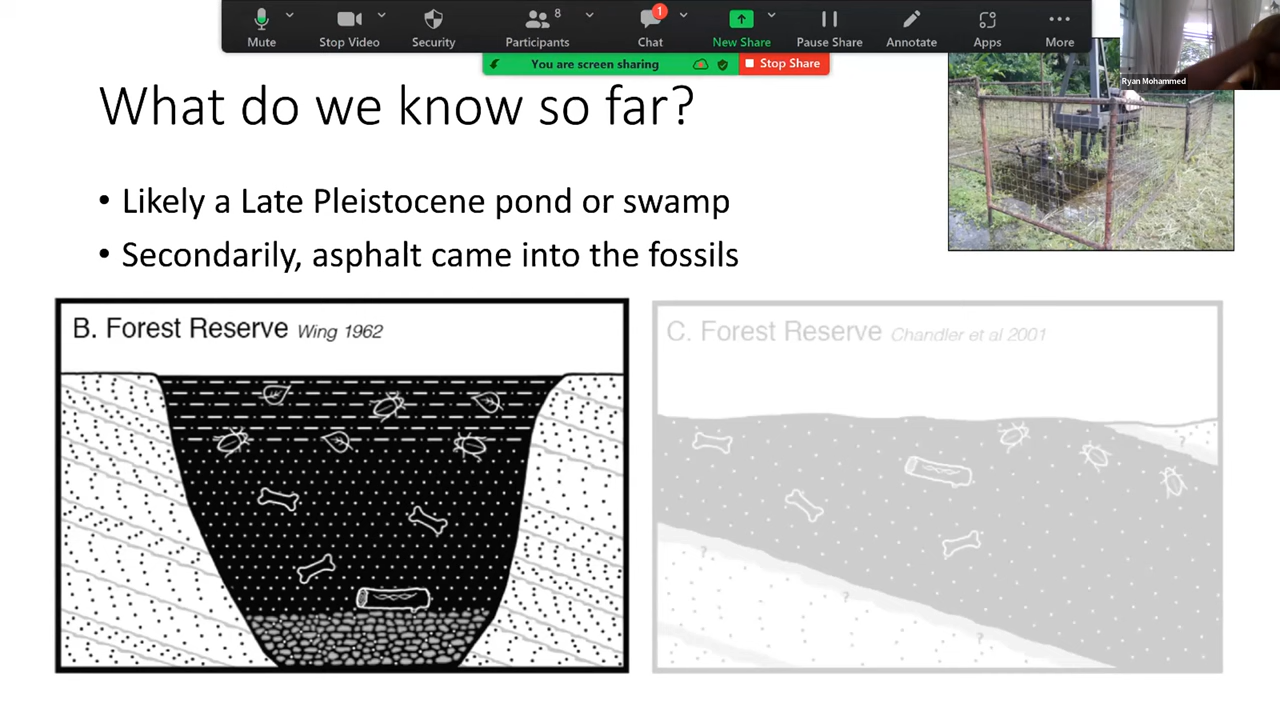 8
1
Mute
Stop Video
Security
Participants
Chat
New Share
Pause Share
Annotate
Apps
More
You are screen sharing
Stop Share
Ryan Mohammed
What do we know so far?
• Likely a Late Pleistocene pond or swamp
• Secondarily, asphalt came into the fossils
B. Forest Reserve Wing 1962
C. Forest Reserve Chandler et al 2001
?
?
?
?